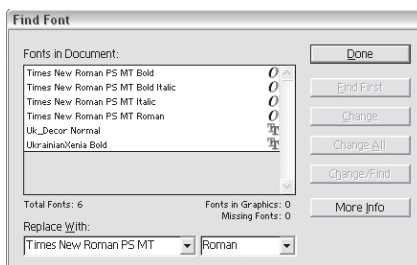 Find Font
Fonts in Document:
Times New Roman PS MT Bold
Times New Roman PS MT Bold Italic
Times New Roman PS MT Italic
Times New Roman PS MT Roman
Uk_Decor Normal
UkrainianXenia Bold
Total Fonts: 6
Fonts in Graphics: 0
Missing Fonts: 0
Replace With:
Times New Roman PS MT
Roman
Done
Find First
Change
Change All
Change/Find
More Info